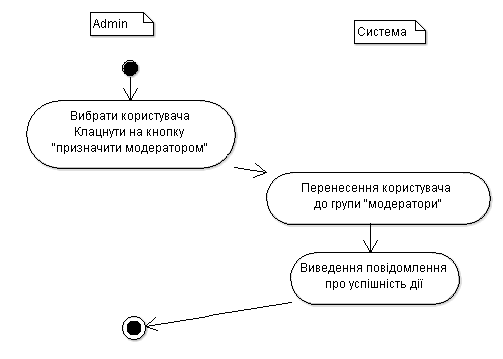 Admin
Система
Вибрати користувача
Клацнути на кнопку
"призначити модератором"
Перенесення користувача
до групи "модератори"
Виведення повідомлення
про успішність дії